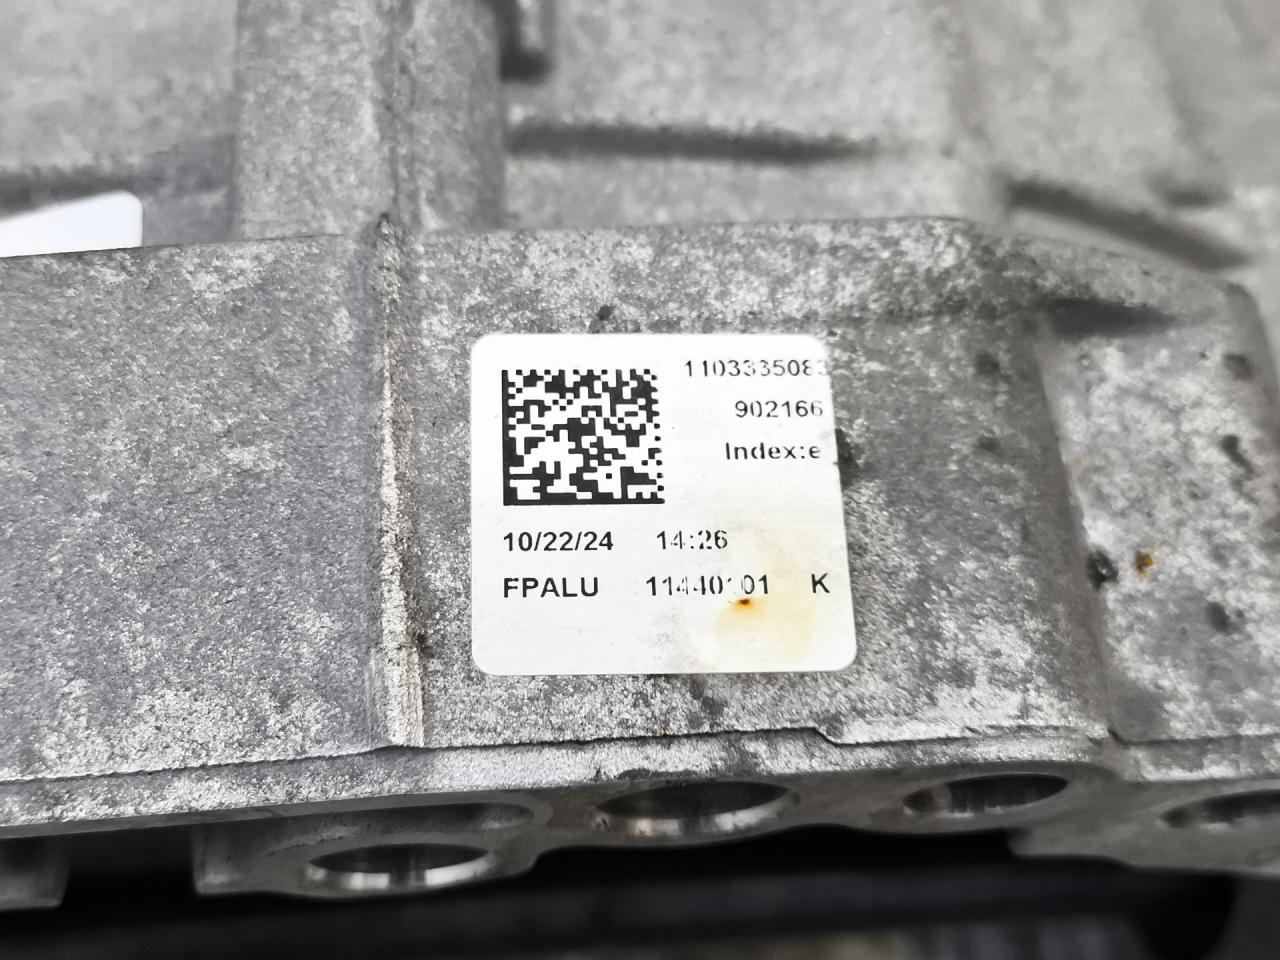 1103335083
902166
Index:e
10/22/24 14:26
FPALU K